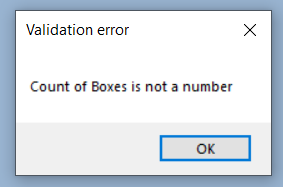 Validation error
Count of Boxes is not a number
OK